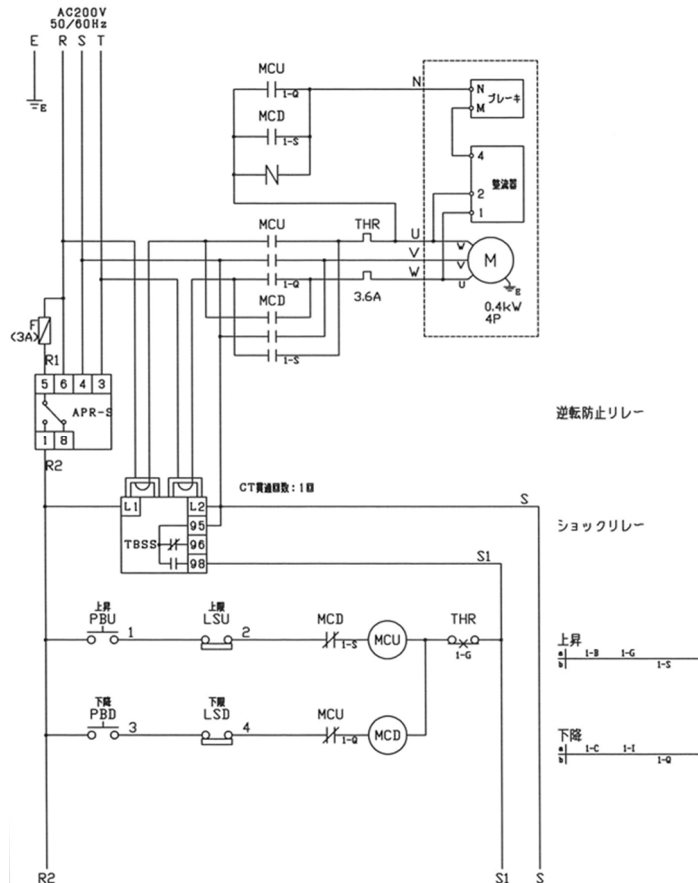 AC200V
50/60Hz
E R S T
E
MCU
1-Q
MCD
1-S
N
N
ブレーキ
M
4
整流器
2
1
MCU
THR
U
W
V
V
M
1-Q
W
U
3.6A
E
MCD
0.4kW
4P
1-S
F
(3A)
R1
5 6 4 3
APR-S
1 8
逆転防止リレー
R2
CT貫通回数:1回
S
L1
L2
95
ショックリレー
TBSS
96
98
S1
上昇
PBU
1
上限
LSU
2
MCD
1-S
MCU
THR
1-G
上昇
a 1-B 1-G
b 1-S
下降
PBD
3
下限
LSD
4
MCU
1-Q
MCD
下降
a 1-C 1-I
b 1-Q
R2
S1
S